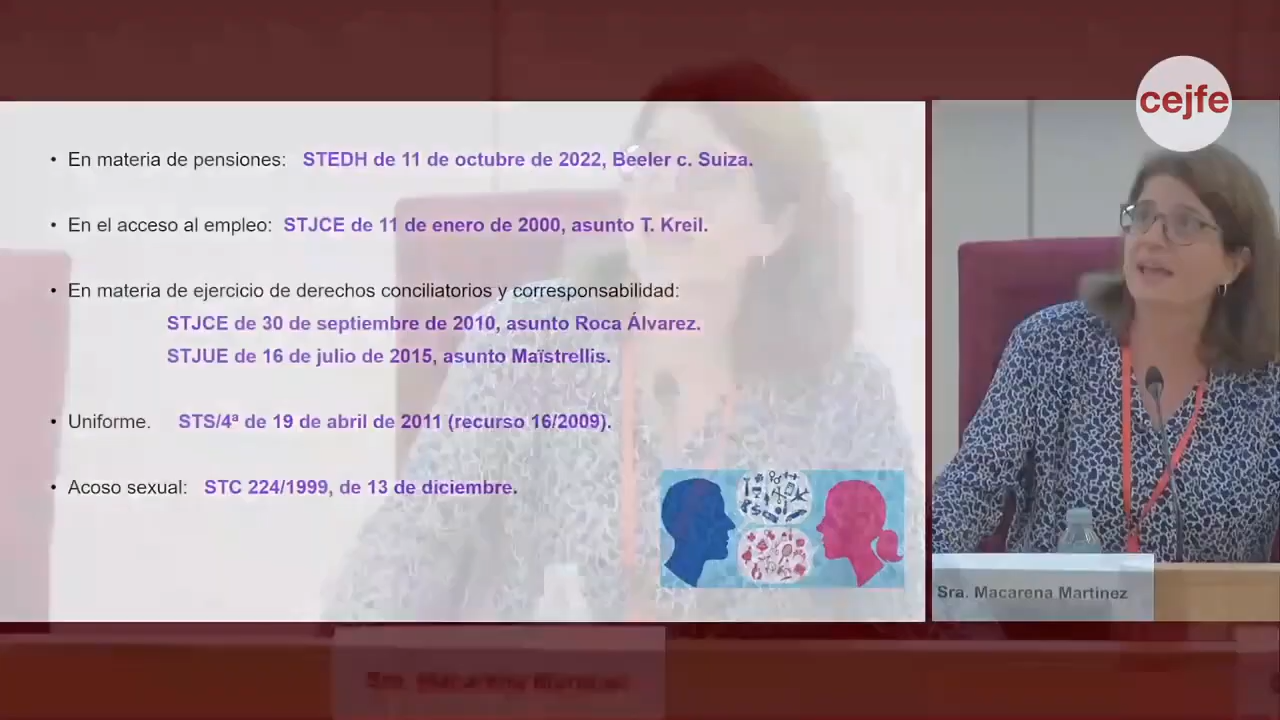 cejfe
• En materia de pensiones: STEDH de 11 de octubre de 2022, Beeler c. Suiza.
• En el acceso al empleo: STJCE de 11 de enero de 2000, asunto T. Kreil.
• En materia de ejercicio de derechos conciliatorios y corresponsabilidad:
STJCE de 30 de septiembre de 2010, asunto Roca Álvarez.
STJUE de 16 de julio de 2015, asunto Maïstrellis.
• Uniforme. STS/4ª de 19 de abril de 2011 (recurso 16/2009).
• Acoso sexual: STC 224/1999, de 13 de diciembre.
Sra. Macarena Martinez
Sra. Macarena Martinez